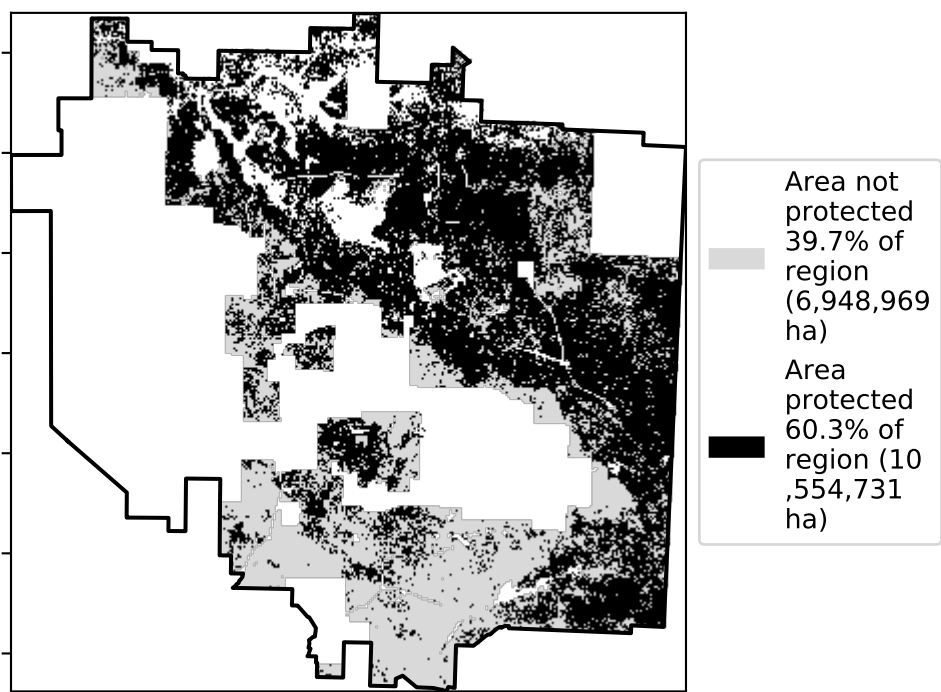 Area not
protected
39.7% of
region
(6,948,969
ha)
Area
protected
60.3% of
region (10
,554,731
ha)